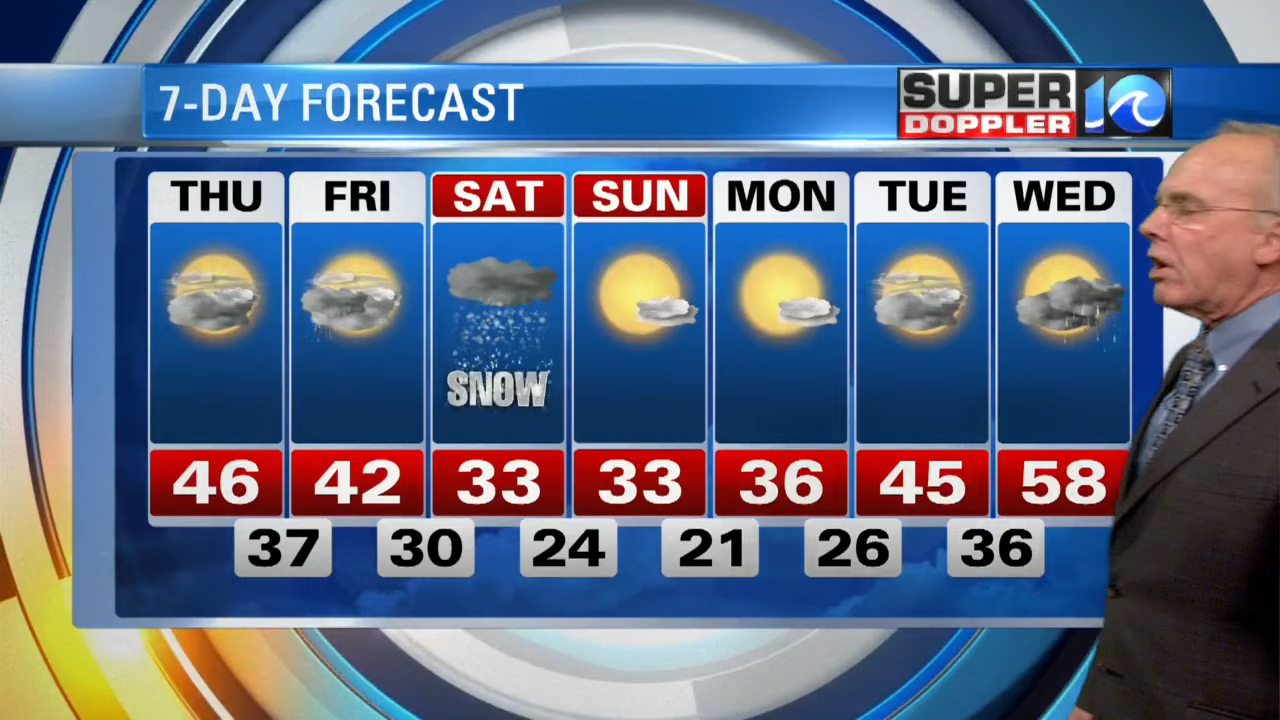 7-DAY FORECAST
SUPER
DOPPLER 10
THU FRI SAT SUN MON TUE WED
SNOW
46 42 33 33 36 45 58
37 30 24 21 26 36